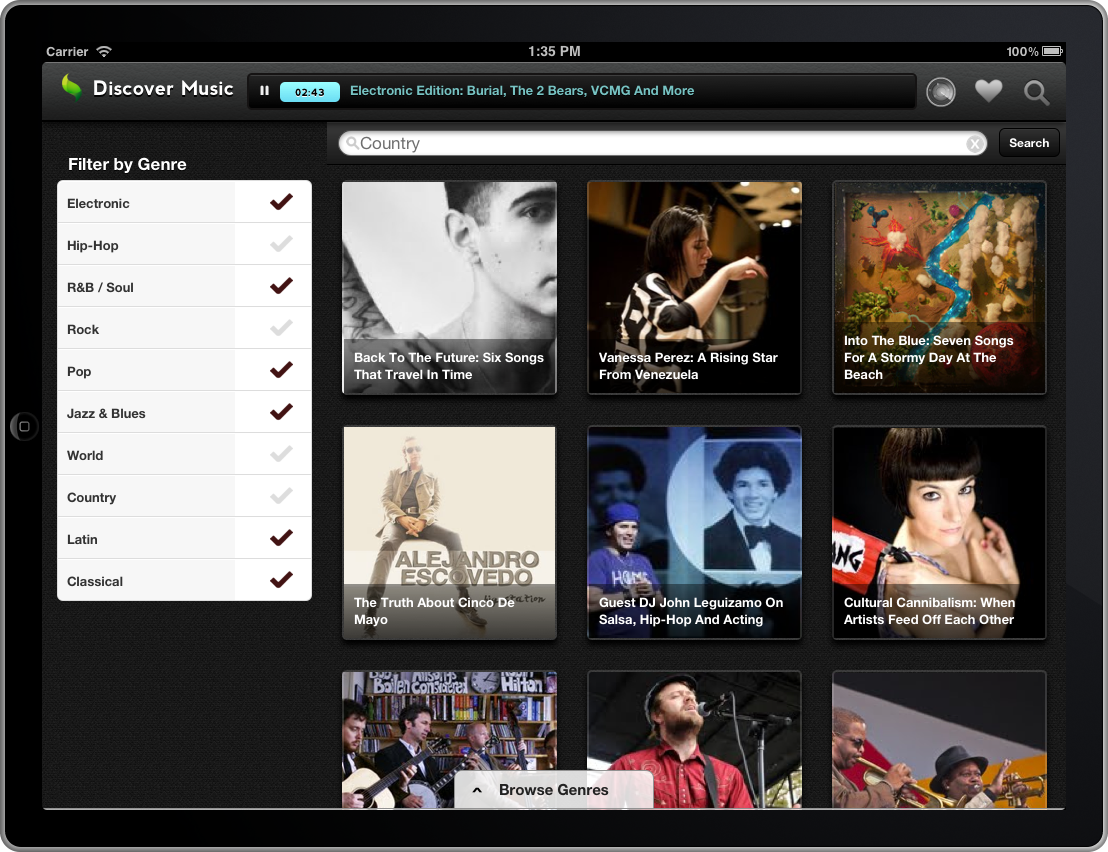 Carrier
1:35 PM
100%
Discover Music
02:43
Electronic Edition: Burial, The 2 Bears, VCMG And More
Filter by Genre
Country
Search
Electronic
Hip-Hop
R&B / Soul
Rock
Pop
Jazz & Blues
World
Country
Latin
Classical
Back To The Future: Six Songs
That Travel In Time
Vanessa Perez: A Rising Star
From Venezuela
Into The Blue: Seven Songs
For A Stormy Day At The
Beach
ALEJANDRO
ESCOVEDO
The Truth About Cinco De
Mayo
Guest DJ John Leguizamo On
Salsa, Hip-Hop And Acting
Cultural Cannibalism: When
Artists Feed Off Each Other
Considered
Hilton
Browse Genres